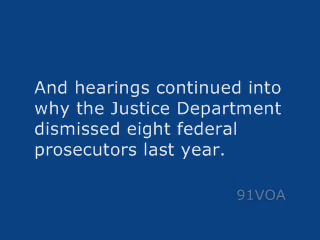 And hearings continued into
why the Justice Department
dismissed eight federal
prosecutors last year.
91VOA